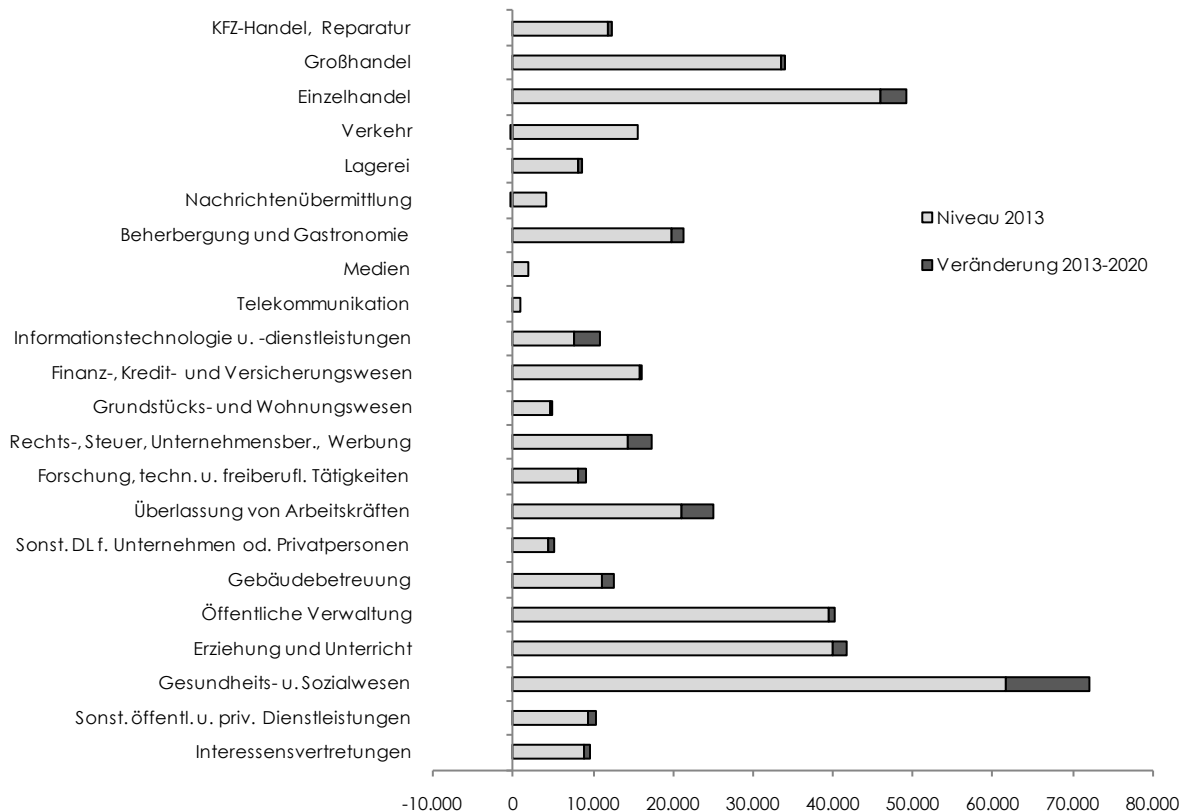 KFZ-Handel, Reparatur
Großhandel
Einzelhandel
Verkehr
Lagerei
Nachrichtenübermittlung
Niveau 2013
Beherbergung und Gastronomie
Veränderung 2013-2020
Medien
Telekommunikation
Informationstechnologie u. -dienstleistungen
Finanz-, Kredit- und Versicherungswesen
Grundstücks- und Wohnungswesen
Rechts-, Steuer, Unternehmensber., Werbung
Forschung, techn. u. freiberufl. Tätigkeiten
Überlassung von Arbeitskräften
Sonst. DL f. Unternehmen od. Privatpersonen
Gebäudebetreuung
Öffentliche Verwaltung
Erziehung und Unterricht
Gesundheits- u. Sozialwesen
Sonst. öffentl. u. priv. Dienstleistungen
Interessensvertretungen
-10.000 0 10.000 20.000 30.000 40.000 50.000 60.000 70.000 80.000